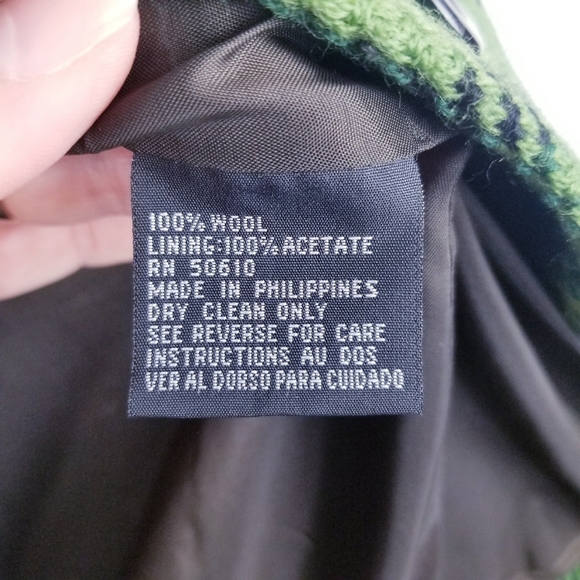 100% WOOL
LINING:100% ACETATE
RN 50610
MADE IN PHILIPPINES
DRY CLEAN ONLY
SEE REVERSE FOR CARE
INSTRUCTIONS AU DOS
VER AL DORSO PARA CUIDADO